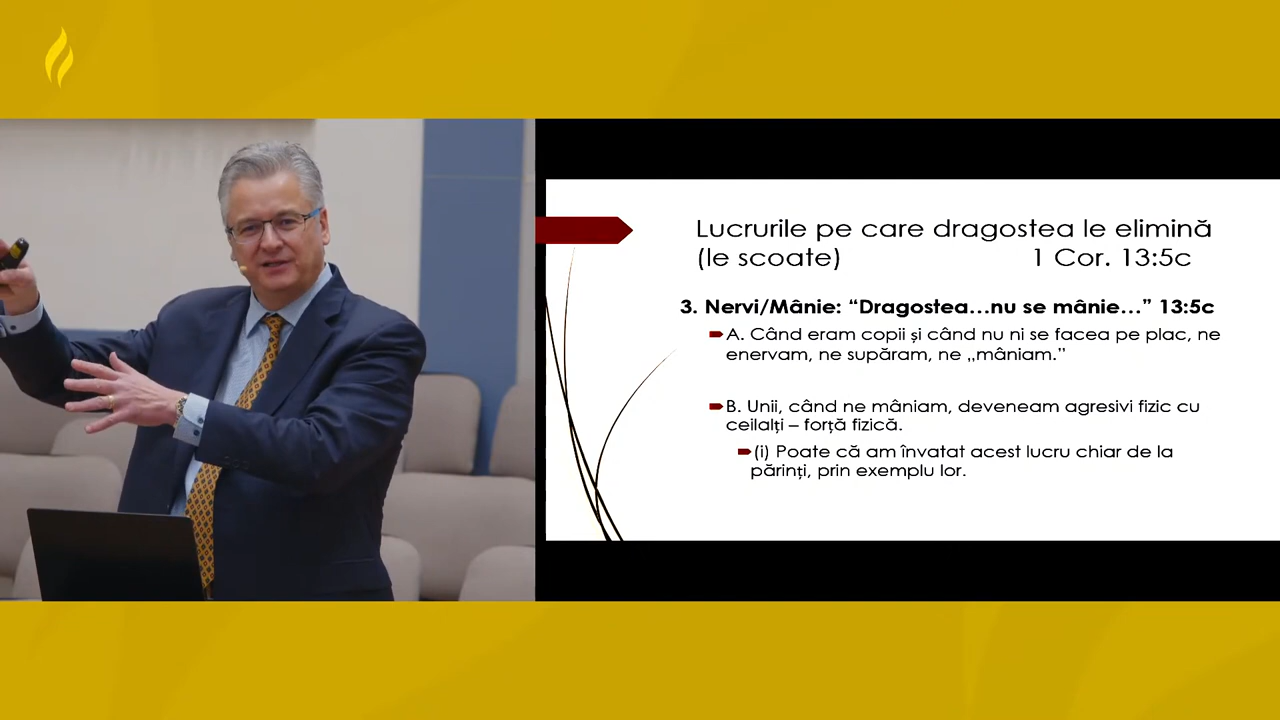 Lucrurile pe care dragostea le elimină
(le scoate) 1 Cor. 13:5c
3. Nervi/Mânie: “Dragostea...nu se mânie...” 13:5c
A. Când eram copii și când nu ni se facea pe plac, ne
enervam, ne supăram, ne „mâniam.”
B. Unii, când ne mâniam, deveneam agresivi fizic cu
ceilalți – forță fizică.
(i) Poate că am învatat acest lucru chiar de la
părinți, prin exemplu lor.